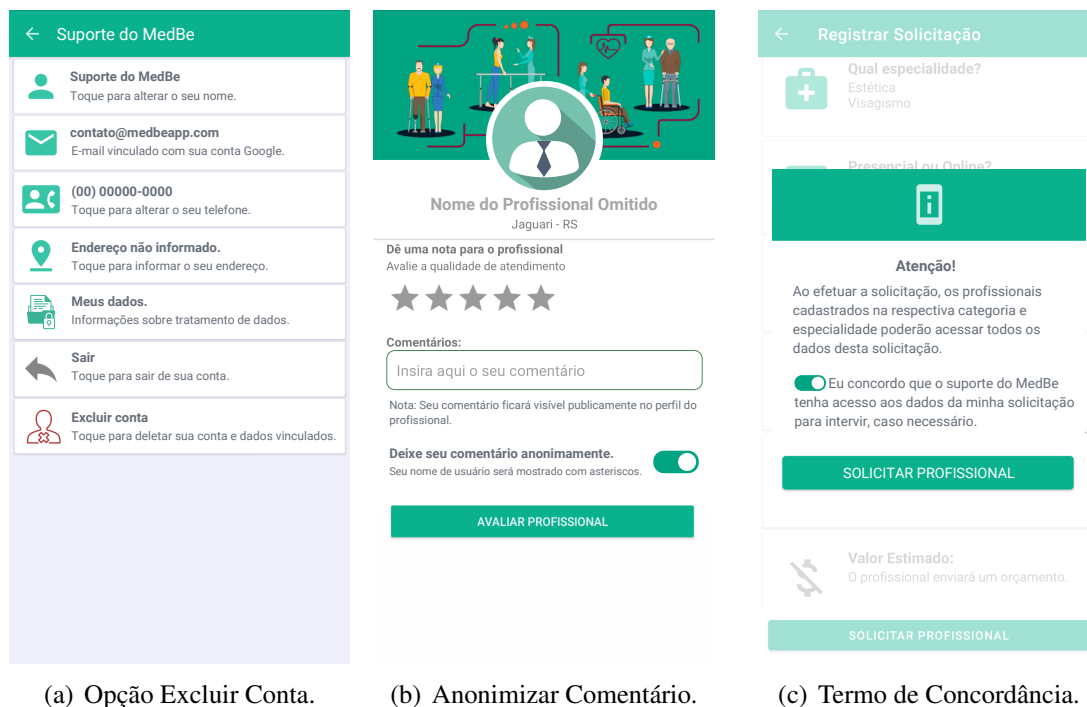 Suporte do MedBe
Suporte do MedBe
Toque para alterar o seu nome.
contato@medbeapp.com
E-mail vinculado com sua conta Google.
(00) 00000-0000
Toque para alterar o seu telefone.
Endereço não informado.
Toque para informar o seu endereço.
Meus dados.
Informações sobre tratamento de dados.
Sair
Toque para sair de sua conta.
Excluir conta
Toque para deletar sua conta e dados vinculados.
(a) Opção Excluir Conta.
Nome do Profissional Omitido
Jaguari - RS
Dê uma nota para o profissional
Avalie a qualidade de atendimento
Comentários:
Insira aqui o seu comentário
Nota: Seu comentário ficará visível publicamente no perfil do
profissional.
Deixe seu comentário anonimamente.
Seu nome de usuário será mostrado com asteriscos.
AVALIAR PROFISSIONAL
(b) Anonimizar Comentário.
Registrar Solicitação
Qual especialidade?
Estética
Visagismo
Presencial ou Online?
Atenção!
Ao efetuar a solicitação, os profissionais
cadastrados na respectiva categoria e
especialidade poderão acessar todos os
dados desta solicitação.
Eu concordo que o suporte do MedBe
tenha acesso aos dados da minha solicitação
para intervir, caso necessário.
SOLICITAR PROFISSIONAL
Valor Estimado:
O profissional enviará um orçamento.
SOLICITAR PROFISSIONAL
(c) Termo de Concordância.